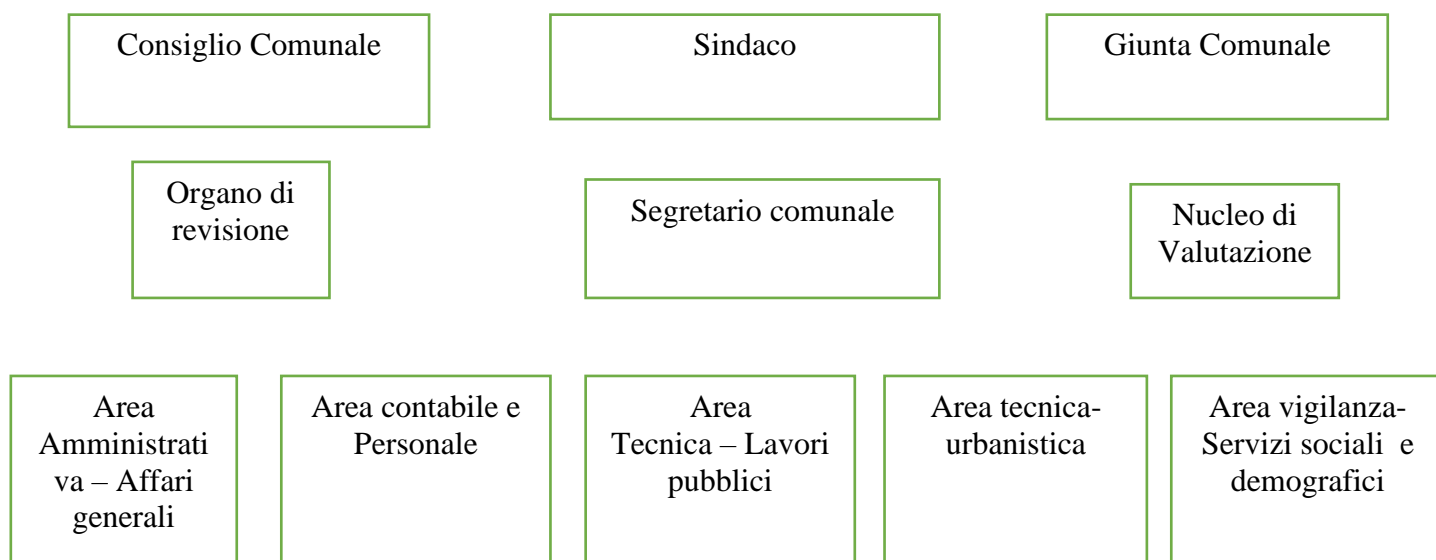 Consiglio Comunale
Sindaco
Giunta Comunale
Organo di
revisione
Segretario comunale
Nucleo di
Valutazione
Area
Amministrati
va – Affari
generali
Area contabile e
Personale
Area
Tecnica – Lavori
pubblici
Area tecnica-
urbanistica
Area vigilanza-
Servizi sociali e
demografici